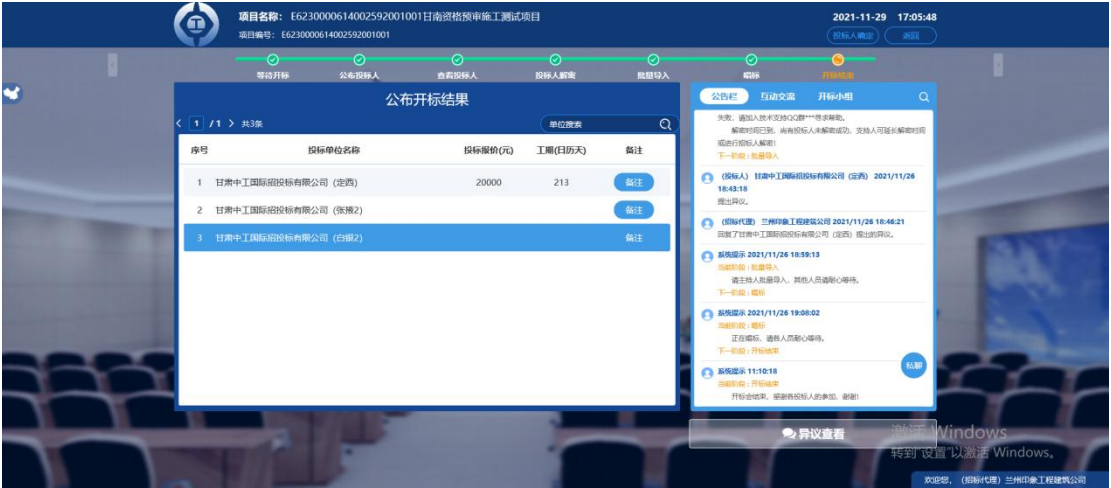 项目名称： E6230000614002592001001甘南资格预审施工测试项目
项目编号： E6230000614002592001001
2021-11-29 17:05:48
投标人确定 返回
等待开标 公布投标人 查看投标人 投标人解密 批量导入 唱标 开标结束
公布开标结果
1 / 1 共3条
单位搜索
序号 投标单位名称 投标报价(元) 工期(日历天) 备注
1 甘肃中工国际招投标有限公司（定西） 20000 213 备注
2 甘肃中工国际招投标有限公司（张掖2） 备注
3 甘肃中工国际招投标有限公司（白银2） 备注
公告栏 互动交流 开标小组
失败，请加入技术支持QQ群***寻求帮助。
解密时间已到，尚有投标人未解密成功，支持人可延长解密时间
或进行招标人解密！
下一阶段：批量导入
（投标人） 甘肃中工国际招投标有限公司（定西） 2021/11/26
18:43:18
提出异议。
（招标代理） 兰州印象工程建筑公司 2021/11/26 18:46:21
回复了甘肃中工国际招投标有限公司（定西）提出的异议。
系统提示 2021/11/26 18:59:13
当前阶段：批量导入
请主持人批量导入，其他人员请耐心等待。
下一阶段：唱标
系统提示 2021/11/26 19:08:02
当前阶段：唱标
正在唱标，请各人员耐心等待。
下一阶段：开标结束
私聊
系统提示 11:10:18
当前阶段：开标结束
开标会结束，感谢各投标人的参加，谢谢！
异议查看
激活 Windows
转到"设置"以激活 Windows。
欢迎您，（招标代理）兰州印象工程建筑公司